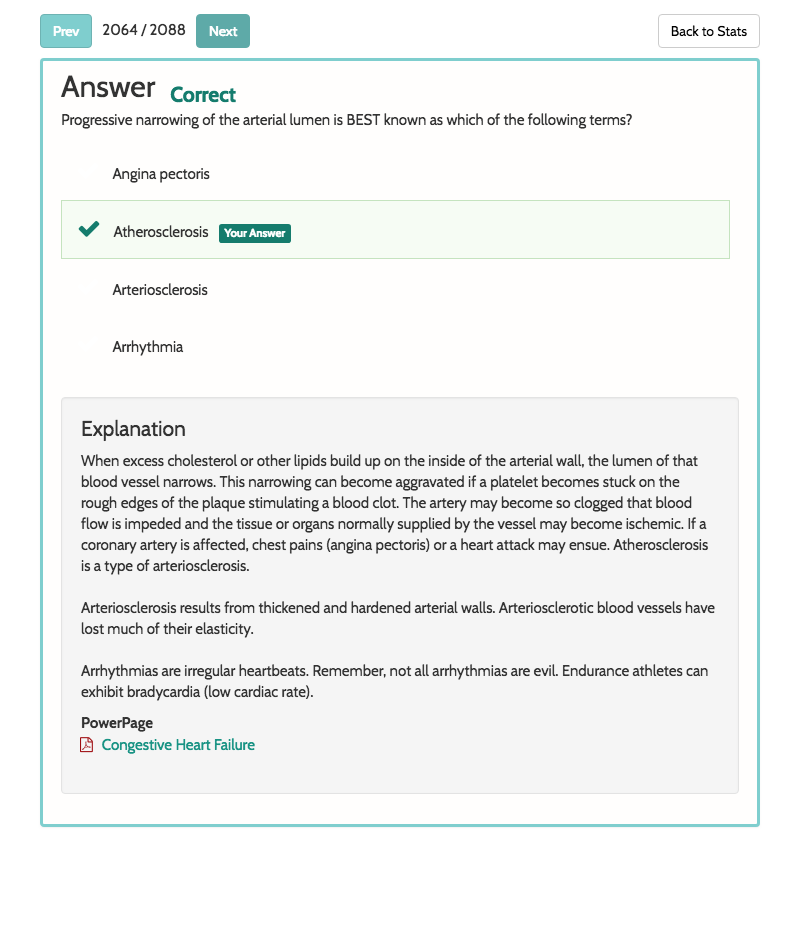 Prev 2064 / 2088 Next Back to Stats
Answer Correct
Progressive narrowing of the arterial lumen is BEST known as which of the following terms?
Angina pectoris
Atherosclerosis Your Answer
Arteriosclerosis
Arrhythmia
Explanation
When excess cholesterol or other lipids build up on the inside of the arterial wall, the lumen of that
blood vessel narrows. This narrowing can become aggravated if a platelet becomes stuck on the
rough edges of the plaque stimulating a blood clot. The artery may become so clogged that blood
flow is impeded and the tissue or organs normally supplied by the vessel may become ischemic. If a
coronary artery is affected, chest pains (angina pectoris) or a heart attack may ensue. Atherosclerosis
is a type of arteriosclerosis.
Arteriosclerosis results from thickened and hardened arterial walls. Arteriosclerotic blood vessels have
lost much of their elasticity.
Arrhythmias are irregular heartbeats. Remember, not all arrhythmias are evil. Endurance athletes can
exhibit bradycardia (low cardiac rate).
PowerPage
Congestive Heart Failure